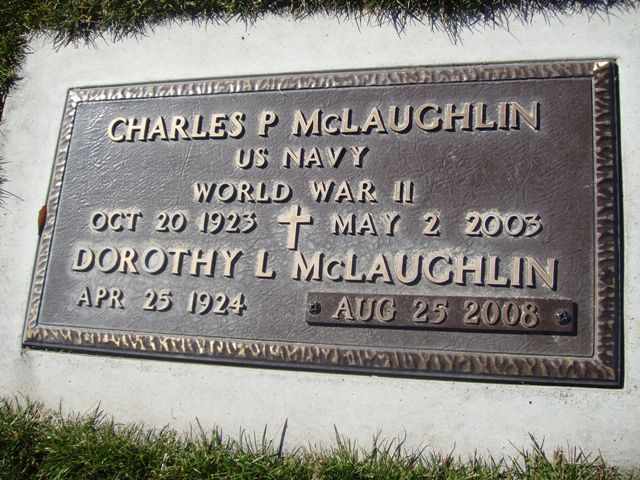 CHARLES P McLAUGHLIN
US NAVY
WORLD WAR II
OCT 20 1923 MAY 2 2003
DOROTHY L McLAUGHLIN
APR 25 1924 AUG 25 2008